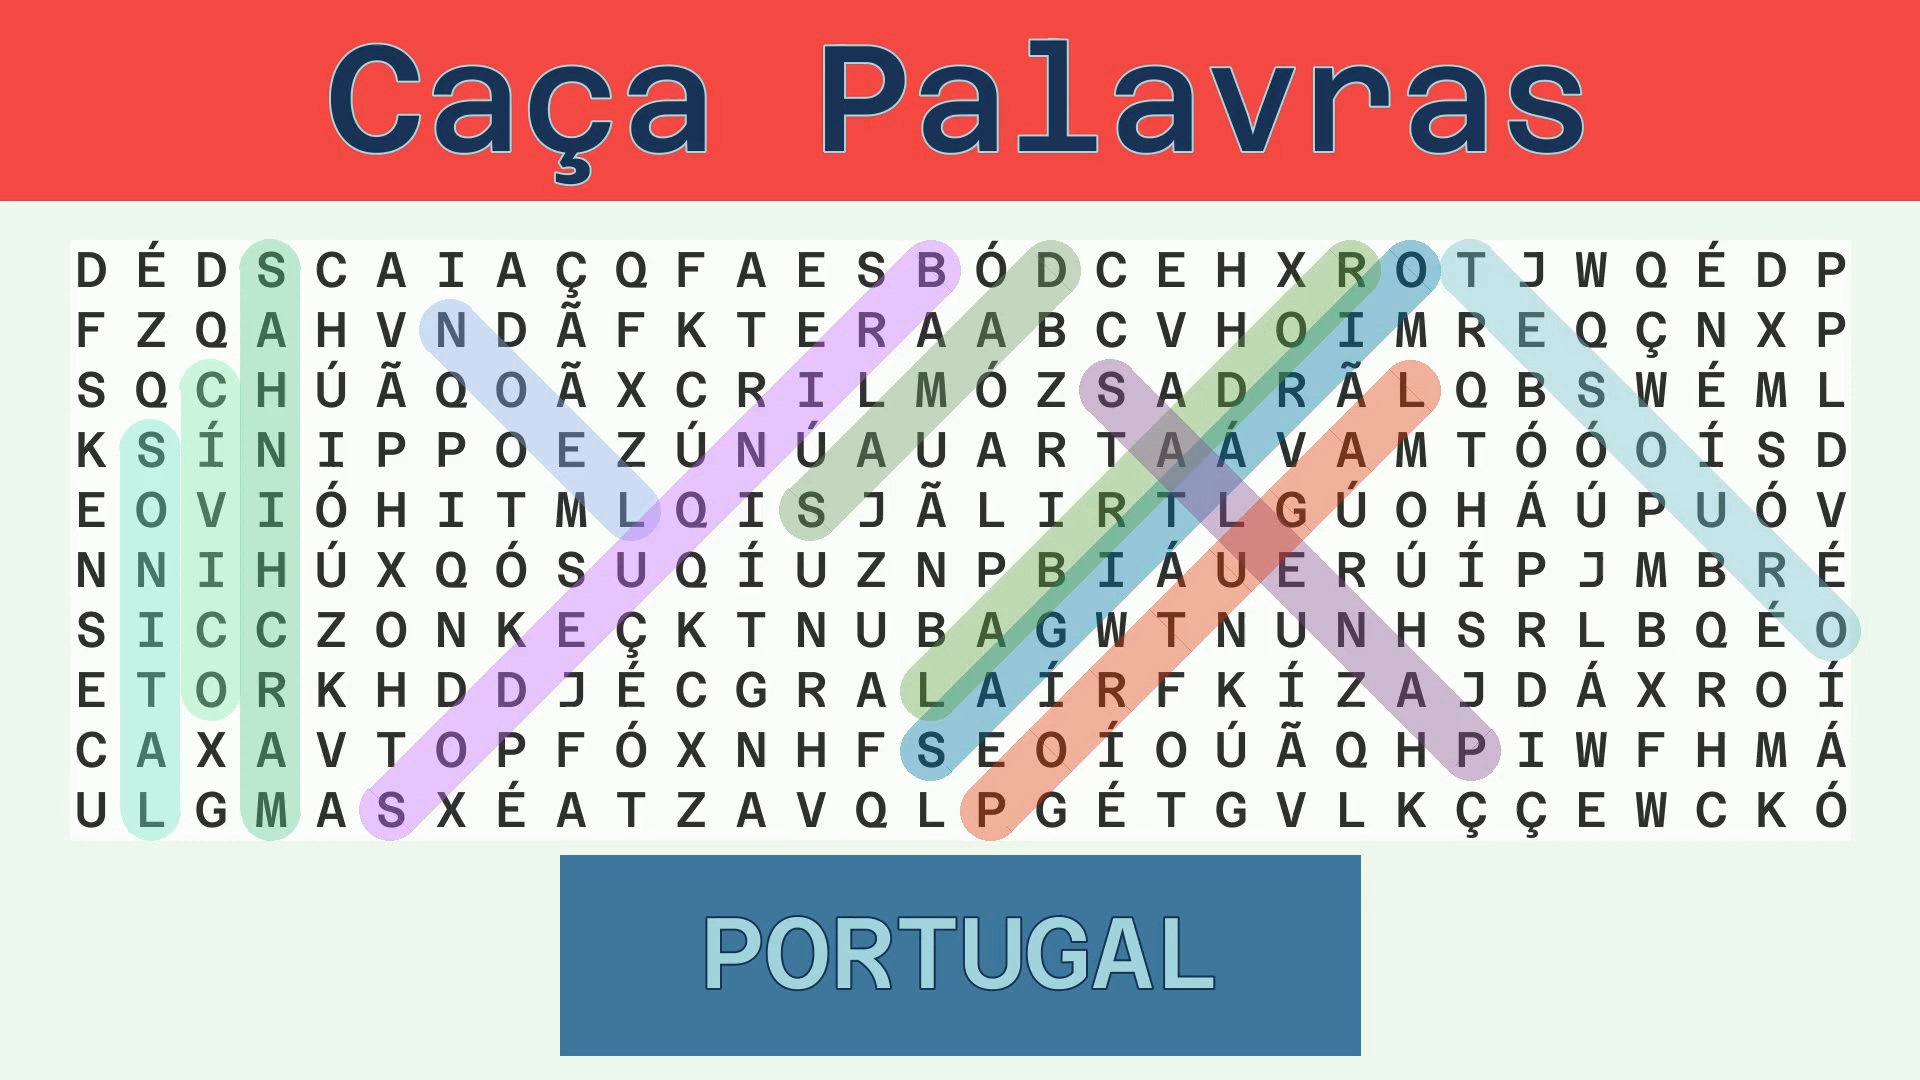 Caça Palavras
D É D S C A I A Ç Q F A E S B Ó D C E H X R O T J W Q É D P
F Z Q A H V N D Ã F K T E R A A B C V H O I M R E Q Ç N X P
S Q C H Ú Ã Q O Ã X C R I L M Ó Z S A D R Ã L Q B S W É M L
K S Í N I P P O E Z Ú N Ú A U A R T A Á V A M T Ó Ó O Í S D
E O V I Ó H I T M L Q I S J Ã L I R T L G Ú O H Á Ú P U Ó V
N N I H Ú X Q Ó S U Q Í U Z N P B I Á U E R Ú Í P J M B R É
S I C C Z O N K E Ç K T N U B A G W T N U N H S R L B Q É O
E T O R K H D D J É C G R A L A Í R F K Í Z A J D Á X R O Í
C A X A V T O P F Ó X N H F S E O Í O Ú Ã Q H P I W F H M Á
U L G M A S X É A T Z A V Q L P G É T G V L K Ç Ç E W C K Ó
PORTUGAL